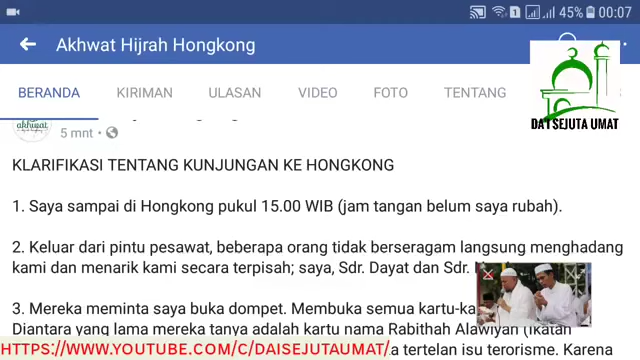 45% 00:07
Akhwat Hijrah Hongkong
BERANDA KIRIMAN ULASAN VIDEO FOTO TENTANG
DAI SEJUTA UMAT
akhwat
5 mnt
KLARIFIKASI TENTANG KUNJUNGAN KE HONGKONG
1. Saya sampai di Hongkong pukul 15.00 WIB (jam tangan belum saya rubah).
2. Keluar dari pintu pesawat, beberapa orang tidak berseragam langsung menghadang
kami dan menarik kami secara terpisah; saya, Sdr. Dayat dan Sdr.
3. Mereka meminta saya buka dompet. Membuka semua kartu-ka
Diantara yang lama mereka tanya adalah kartu nama Rabithah Alawiyah (Ikatan
HTTPS://WWW.YOUTUBE.COM/C/DAISEJUTAUMAT/ a tertelan isu terorisme. Karena